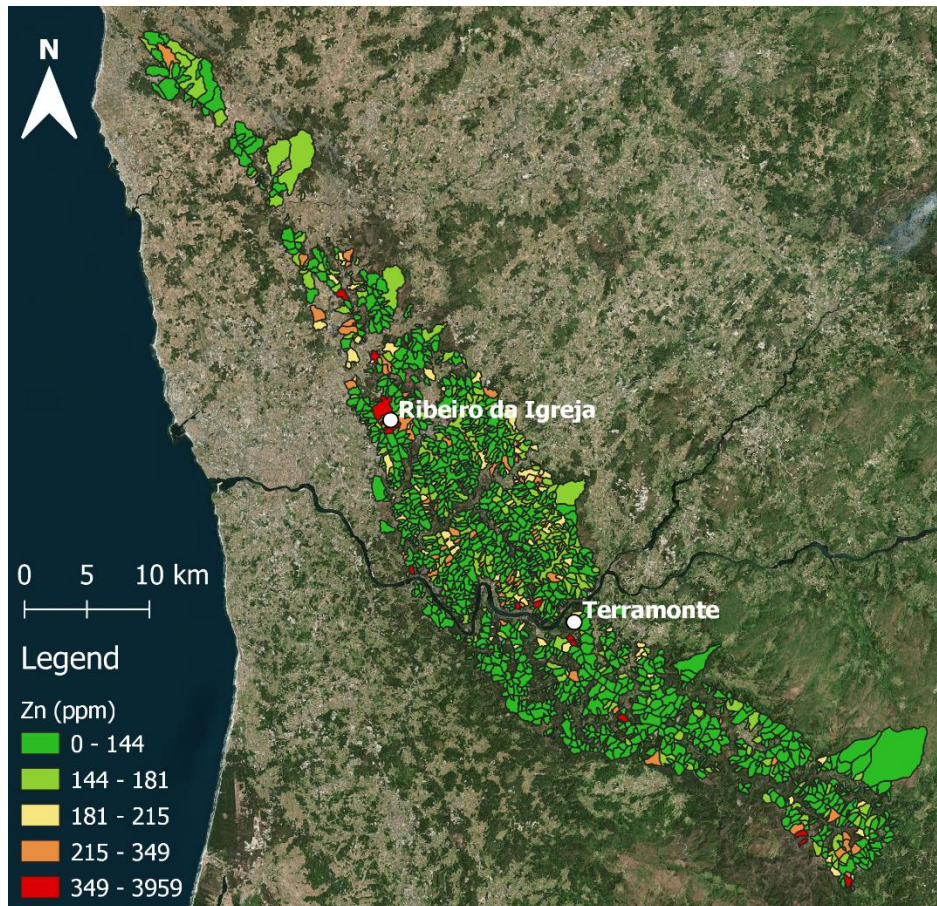 N
Ribeiro da Igreja
Terramonte
0 5 10 km
Legend
Zn (ppm)
0 - 144
144 - 181
181 - 215
215 - 349
349 - 3959